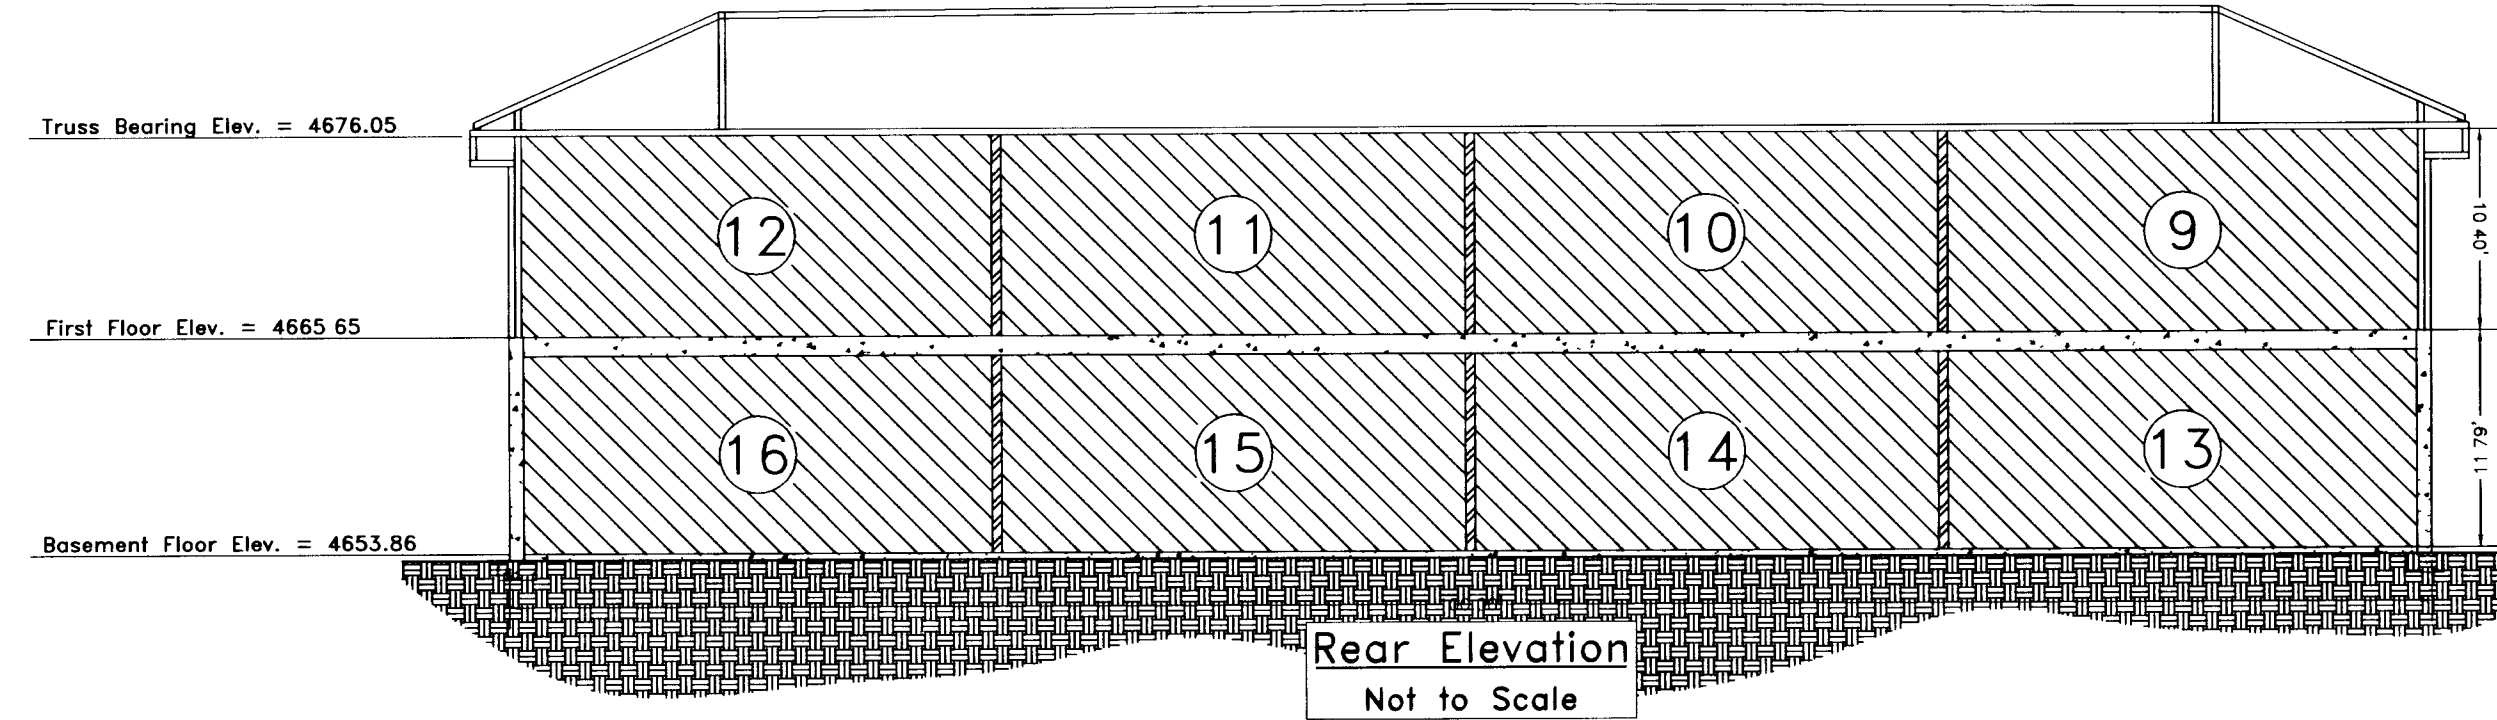 Truss Bearing Elev. = 4676.05
12
11
10
9
10 40'
First Floor Elev. = 4665 65
16
15
14
13
11 79'
Basement Floor Elev. = 4653.86
Rear Elevation
Not to Scale